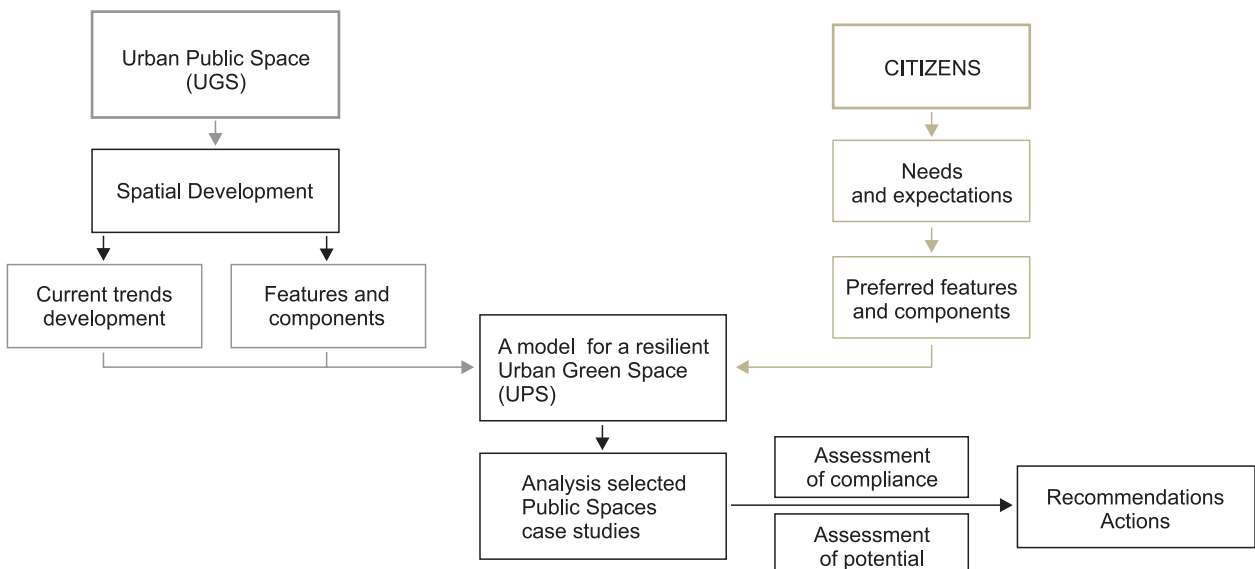 Urban Public Space
(UGS)
CITIZENS
Spatial Development
Needs
and expectations
Current trends
development
Features and
components
Preferred features
and components
A model for a resilient
Urban Green Space
(UPS)
Analysis selected
Public Spaces
case studies
Assessment
of compliance
Assessment
of potential
Recommendations
Actions